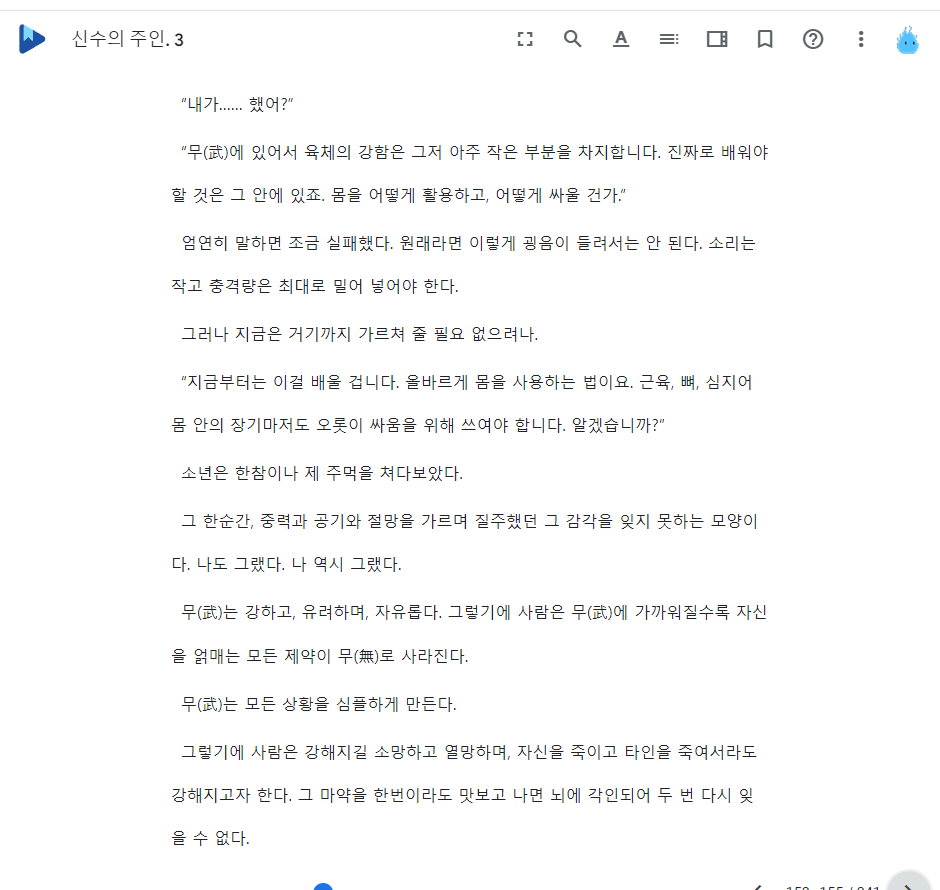 신수의 주인. 3
"내가...... 했어?"
"무(武)에 있어서 육체의 강함은 그저 아주 작은 부분을 차지합니다. 진짜로 배워야
할 것은 그 안에 있죠. 몸을 어떻게 활용하고, 어떻게 싸울 건가."
엄연히 말하면 조금 실패했다. 원래라면 이렇게 굉음이 들려서는 안 된다. 소리는
작고 충격량은 최대로 밀어 넣어야 한다.
그러나 지금은 거기까지 가르쳐 줄 필요 없으려나.
"지금부터는 이걸 배울 겁니다. 올바르게 몸을 사용하는 법이요. 근육, 뼈, 심지어
몸 안의 장기마저도 오롯이 싸움을 위해 쓰여야 합니다. 알겠습니까?"
소년은 한참이나 제 주먹을 쳐다보았다.
그 한순간, 중력과 공기와 절망을 가르며 질주했던 그 감각을 잊지 못하는 모양이
다. 나도 그랬다. 나 역시 그랬다.
무(武)는 강하고, 유려하며, 자유롭다. 그렇기에 사람은 무(武)에 가까워질수록 자신
을 얽매는 모든 제약이 무(無)로 사라진다.
무(武)는 모든 상황을 심플하게 만든다.
그렇기에 사람은 강해지길 소망하고 열망하며, 자신을 죽이고 타인을 죽여서라도
강해지고자 한다. 그 마약을 한번이라도 맛보고 나면 뇌에 각인되어 두 번 다시 잊
을 수 없다.